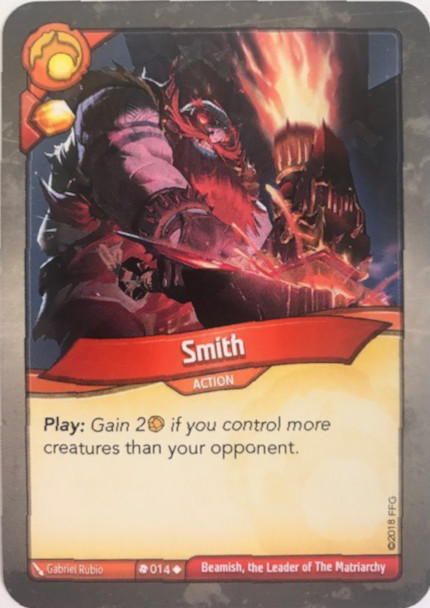 Smith
ACTION
Play: Gain 2 if you control more
creatures than your opponent.
©2018 FFG
Gabriel Rubio
014
Beamish, the Leader of The Matriarchy